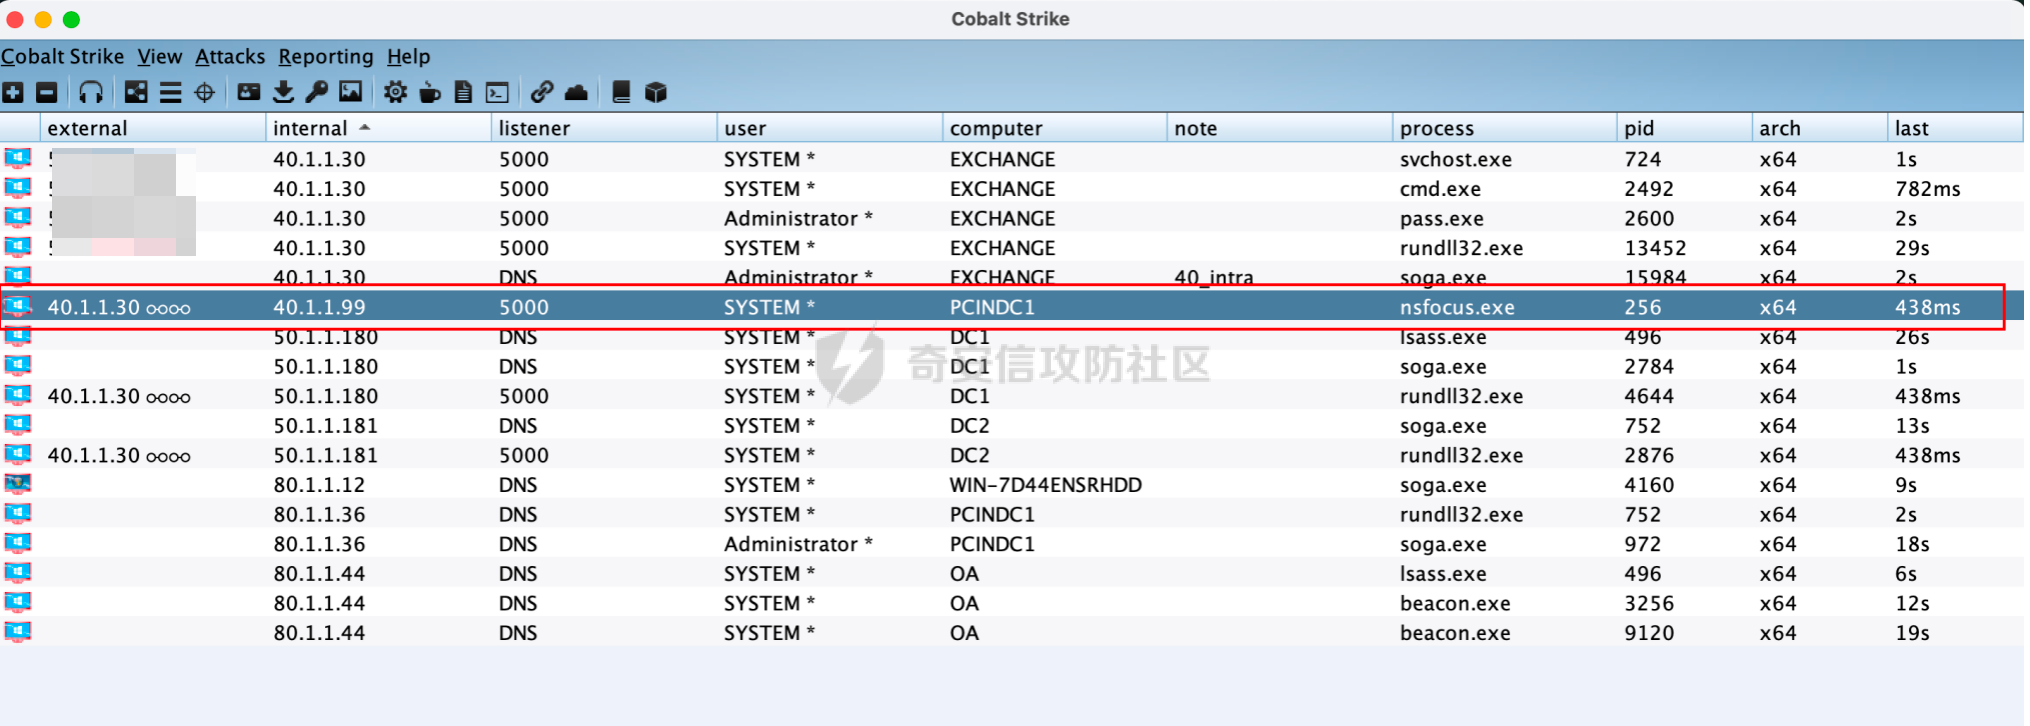 Cobalt Strike
Cobalt Strike View Attacks Reporting Help
external internal listener user computer note process pid arch last
40.1.1.30 5000 SYSTEM * EXCHANGE svchost.exe 724 x64 1s
40.1.1.30 5000 SYSTEM * EXCHANGE cmd.exe 2492 x64 782ms
40.1.1.30 5000 Administrator * EXCHANGE pass.exe 2600 x64 2s
40.1.1.30 5000 SYSTEM * EXCHANGE rundll32.exe 13452 x64 29s
40.1.1.30 DNS Administrator * EXCHANGE 40_intra soga.exe 15984 x64 2s
40.1.1.30 40.1.1.99 5000 SYSTEM * PCINDC1 nsfocus.exe 256 x64 438ms
50.1.1.180 DNS SYSTEM * DC1 lsass.exe 496 x64 26s
50.1.1.180 DNS SYSTEM * DC1 soga.exe 2784 x64 1s
奇安信攻防社区
40.1.1.30 50.1.1.180 5000 SYSTEM * DC1 rundll32.exe 4644 x64 438ms
50.1.1.181 DNS SYSTEM * DC2 soga.exe 752 x64 13s
40.1.1.30 50.1.1.181 5000 SYSTEM * DC2 rundll32.exe 2876 x64 438ms
80.1.1.12 DNS SYSTEM * WIN-7D44ENSRHDD soga.exe 4160 x64 9s
80.1.1.36 DNS SYSTEM * PCINDC1 rundll32.exe 752 x64 2s
80.1.1.36 DNS Administrator * PCINDC1 soga.exe 972 x64 18s
80.1.1.44 DNS SYSTEM * OA lsass.exe 496 x64 6s
80.1.1.44 DNS SYSTEM * OA beacon.exe 3256 x64 12s
80.1.1.44 DNS SYSTEM * OA beacon.exe 9120 x64 19s